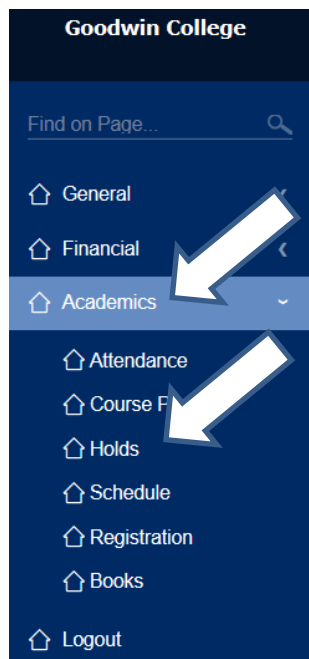 Goodwin College
Find on Page...
General
Financial
Academics
Attendance
Course
Holds
Schedule
Registration
Books
Logout